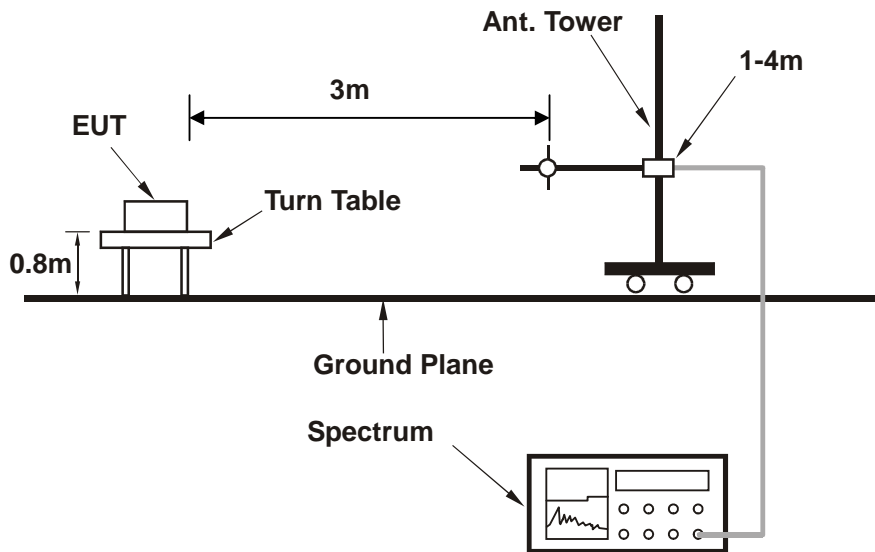 Ant. Tower
1-4m
3m
EUT
Turn Table
0.8m
Ground Plane
Spectrum